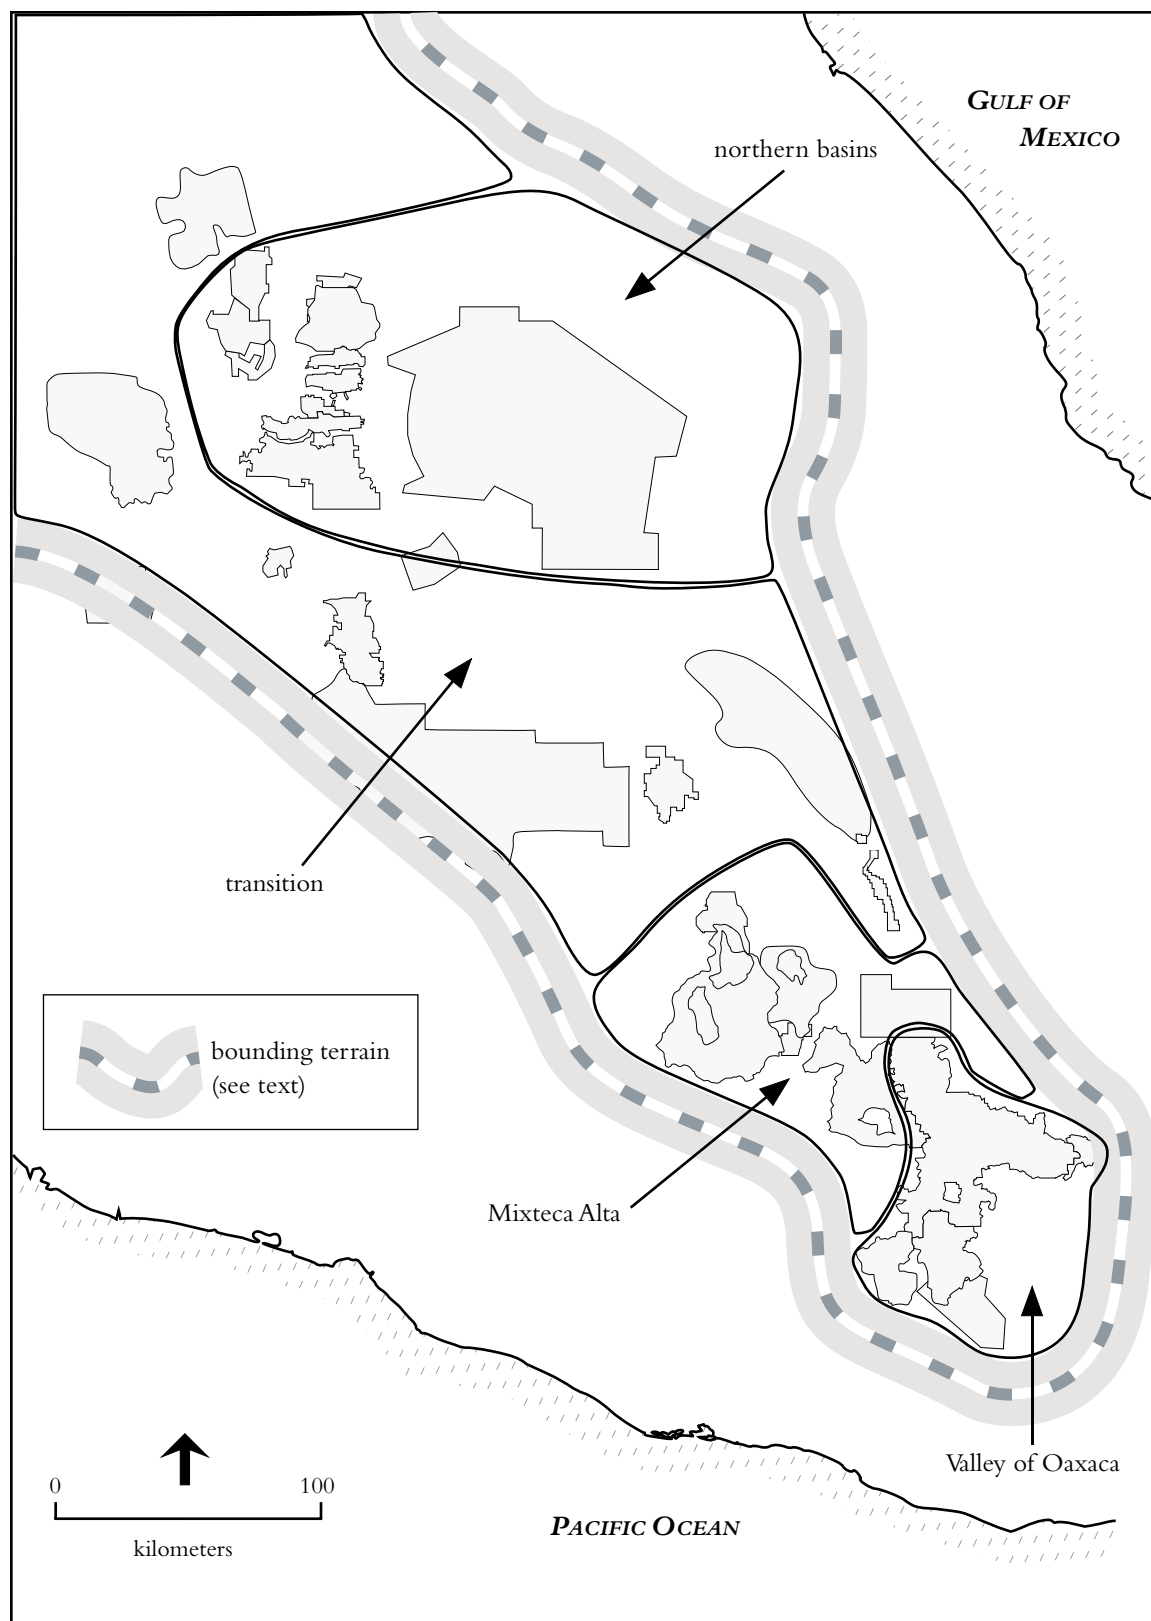 GULF OF
MEXICO
northern basins
transition
bounding terrain
(see text)
Mixteca Alta
Valley of Oaxaca
0 100
kilometers
PACIFIC OCEAN